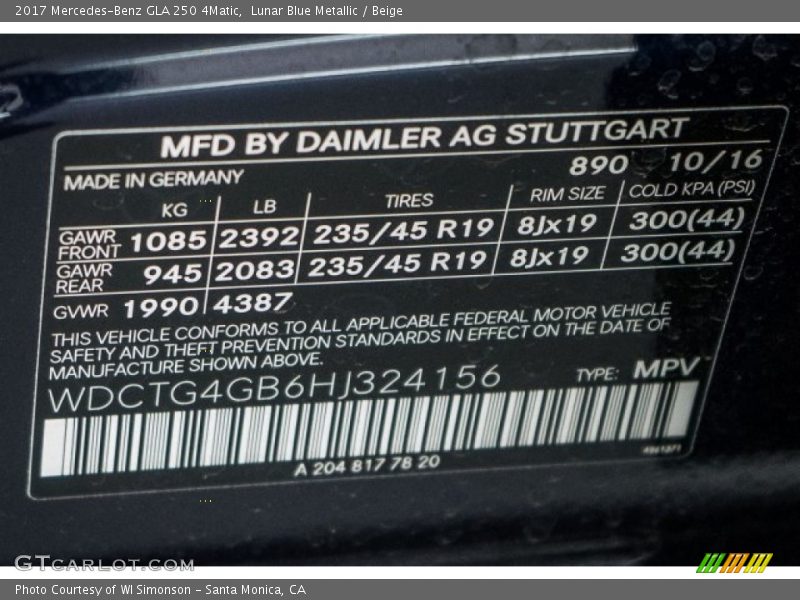 2017 Mercedes-Benz GLA 250 4Matic,  Lunar Blue Metallic / Beige
MFD BY DAIMLER AG STUTTGART
MADE IN GERMANY 890 10/16
KG LB TIRES RIM SIZE COLD KPA (PSI)
GAWR FRONT 1085 2392 235/45 R19 8Jx19 300(44)
GAWR REAR 945 2083 235/45 R19 8Jx19 300(44)
GVWR 1990 4387
THIS VEHICLE CONFORMS TO ALL APPLICABLE FEDERAL MOTOR VEHICLE
SAFETY AND THEFT PREVENTION STANDARDS IN EFFECT ON THE DATE OF
MANUFACTURE SHOWN ABOVE.
WDCTG4GB6HJ324156 TYPE: MPV
A 204 817 78 20
GTCARLOT.COM
Photo Courtesy of WI Simonson - Santa Monica, CA